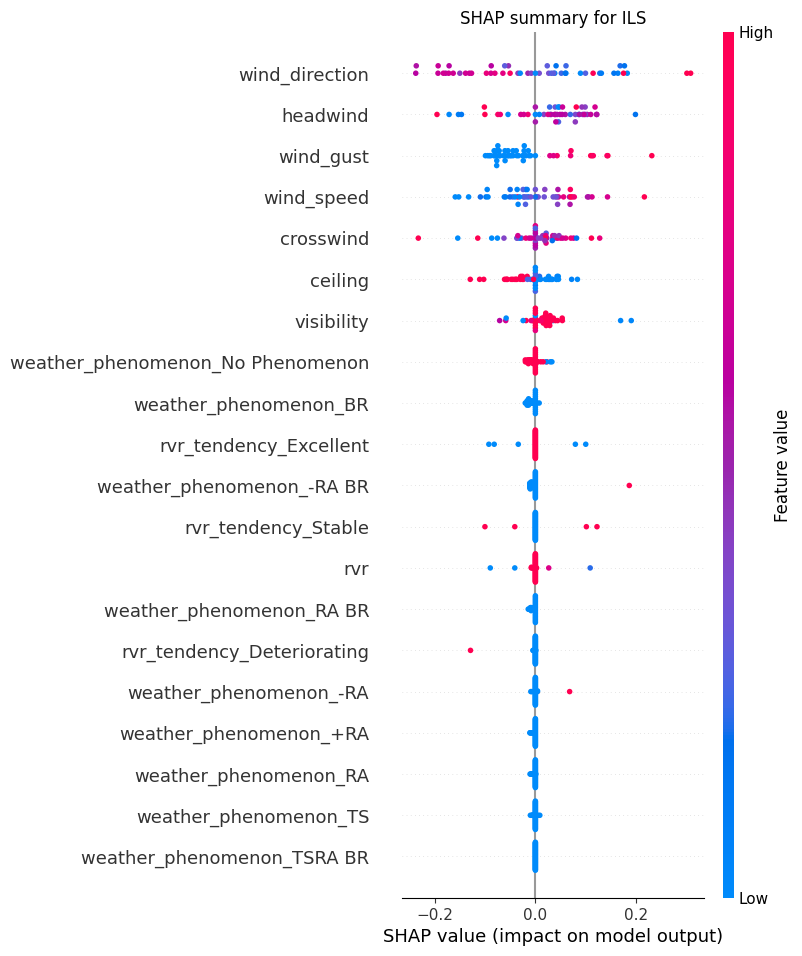 SHAP summary for ILS
High
wind_direction
headwind
wind_gust
wind_speed
crosswind
ceiling
visibility
weather_phenomenon_No Phenomenon
weather_phenomenon_BR
rvr_tendency_Excellent
weather_phenomenon_-RA BR
rvr_tendency_Stable
rvr
weather_phenomenon_RA BR
rvr_tendency_Deteriorating
weather_phenomenon_-RA
weather_phenomenon_+RA
weather_phenomenon_RA
weather_phenomenon_TS
weather_phenomenon_TSRA BR
Feature value
Low
−0.2 0.0 0.2
SHAP value (impact on model output)